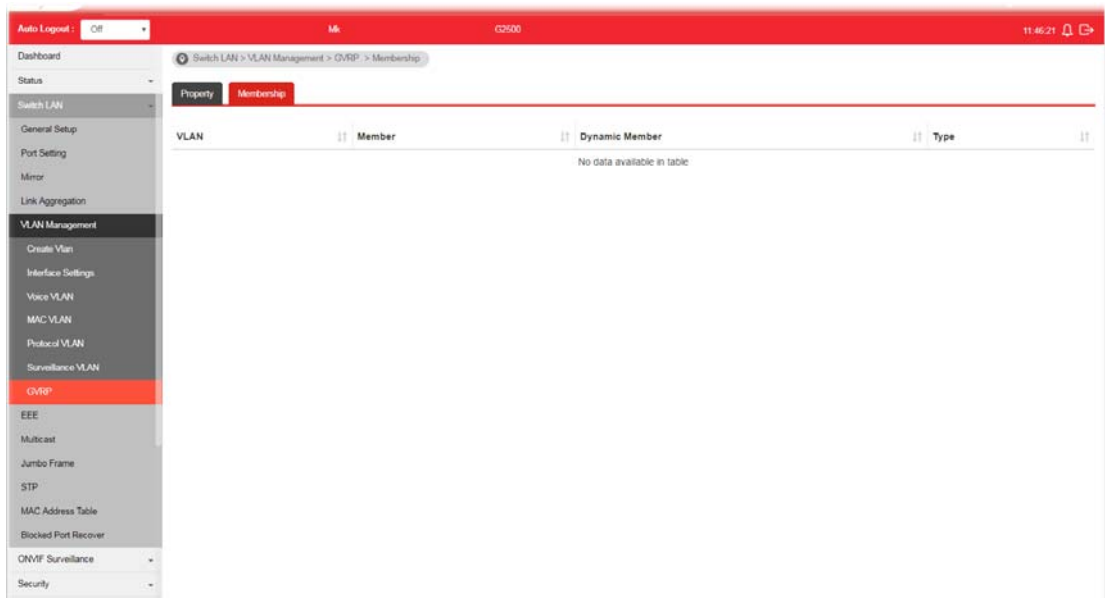 Auto Logout : Off Mk G2500 11:46:21
Dashboard
Switch LAN > VLAN Management > GVRP > Membership
Status
Property Membership
Switch LAN
General Setup
VLAN Member Dynamic Member Type
Port Setting
No data available in table
Mirror
Link Aggregation
VLAN Management
Create Vlan
Interface Settings
Voice VLAN
MAC VLAN
Protocol VLAN
Surveillance VLAN
GVRP
EEE
Multicast
Jumbo Frame
STP
MAC Address Table
Blocked Port Recover
ONVIF Surveillance
Security